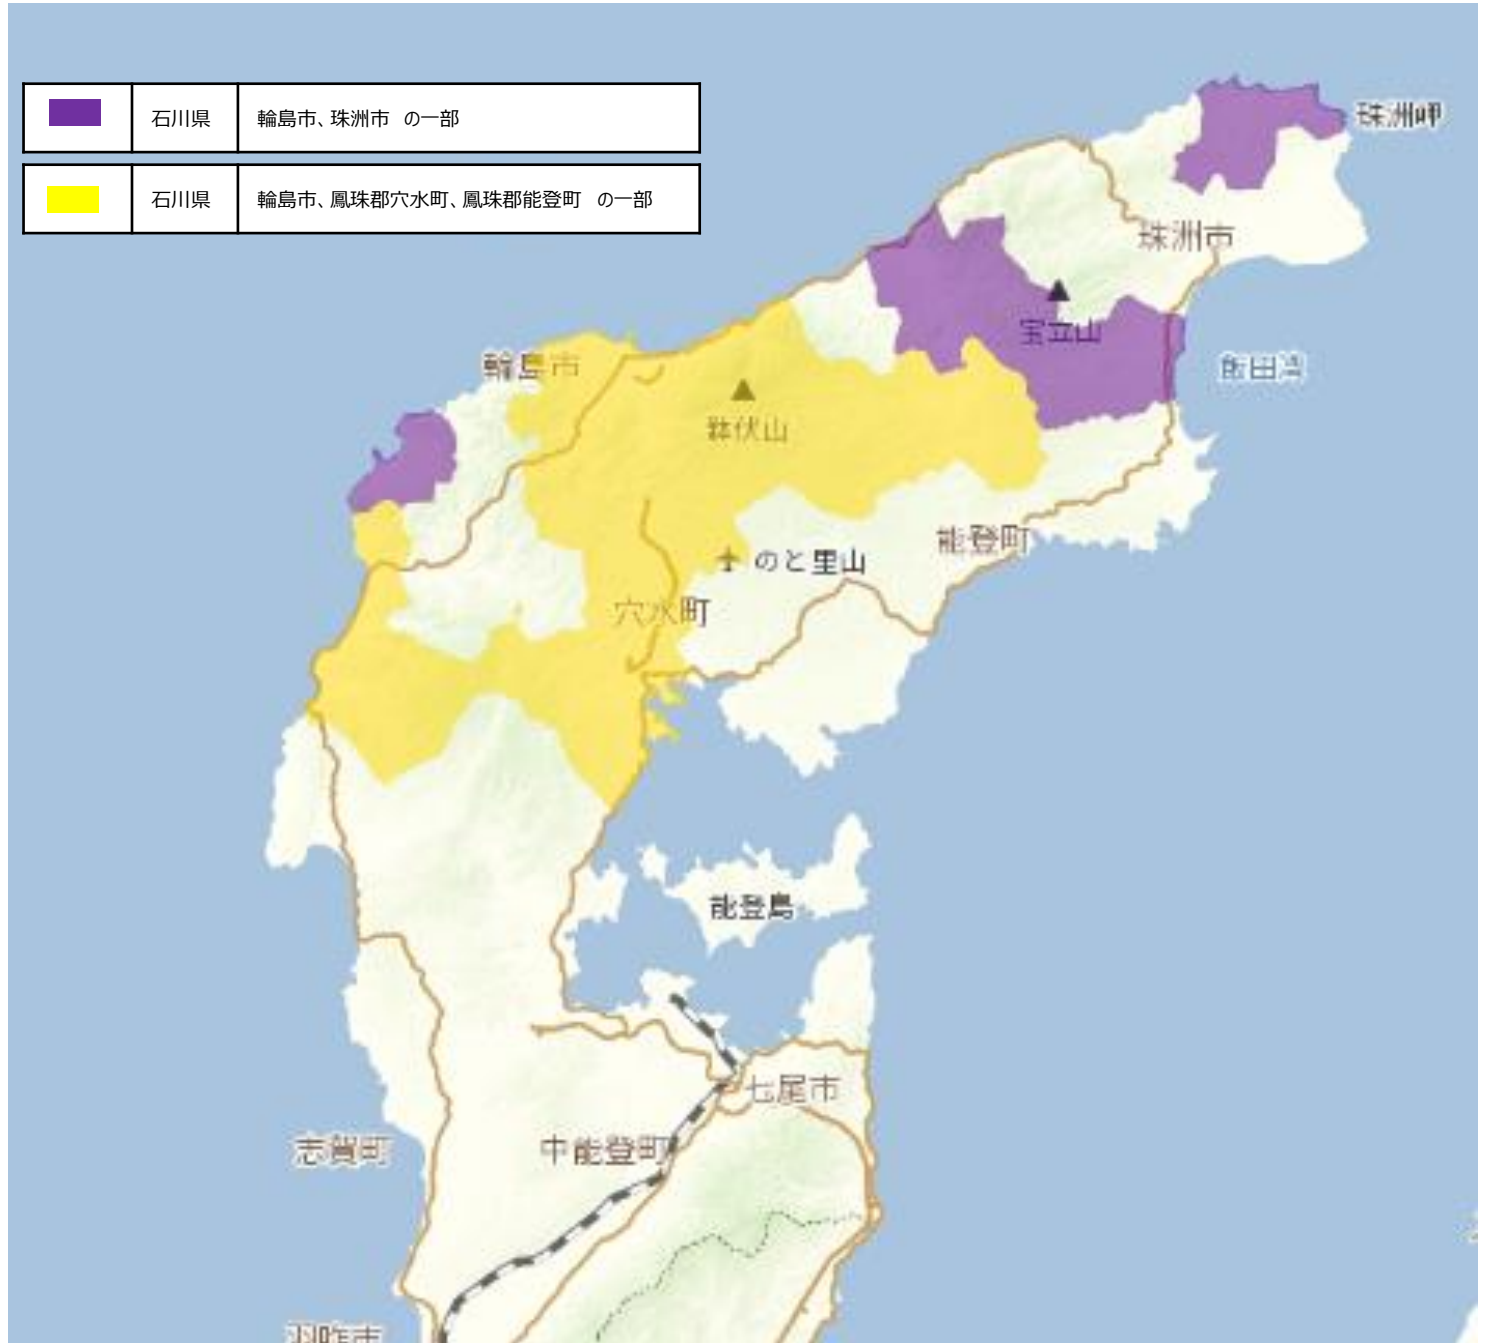 石川県 輪島市、珠洲市 の一部
石川県 輪島市、鳳珠郡穴水町、鳳珠郡能登町 の一部
珠洲岬
珠洲市
宝立山
輪島市
飯田湾
鉢伏山
能登町
のと里山
穴水町
能登島
七尾市
志賀町
中能登町
羽咋市